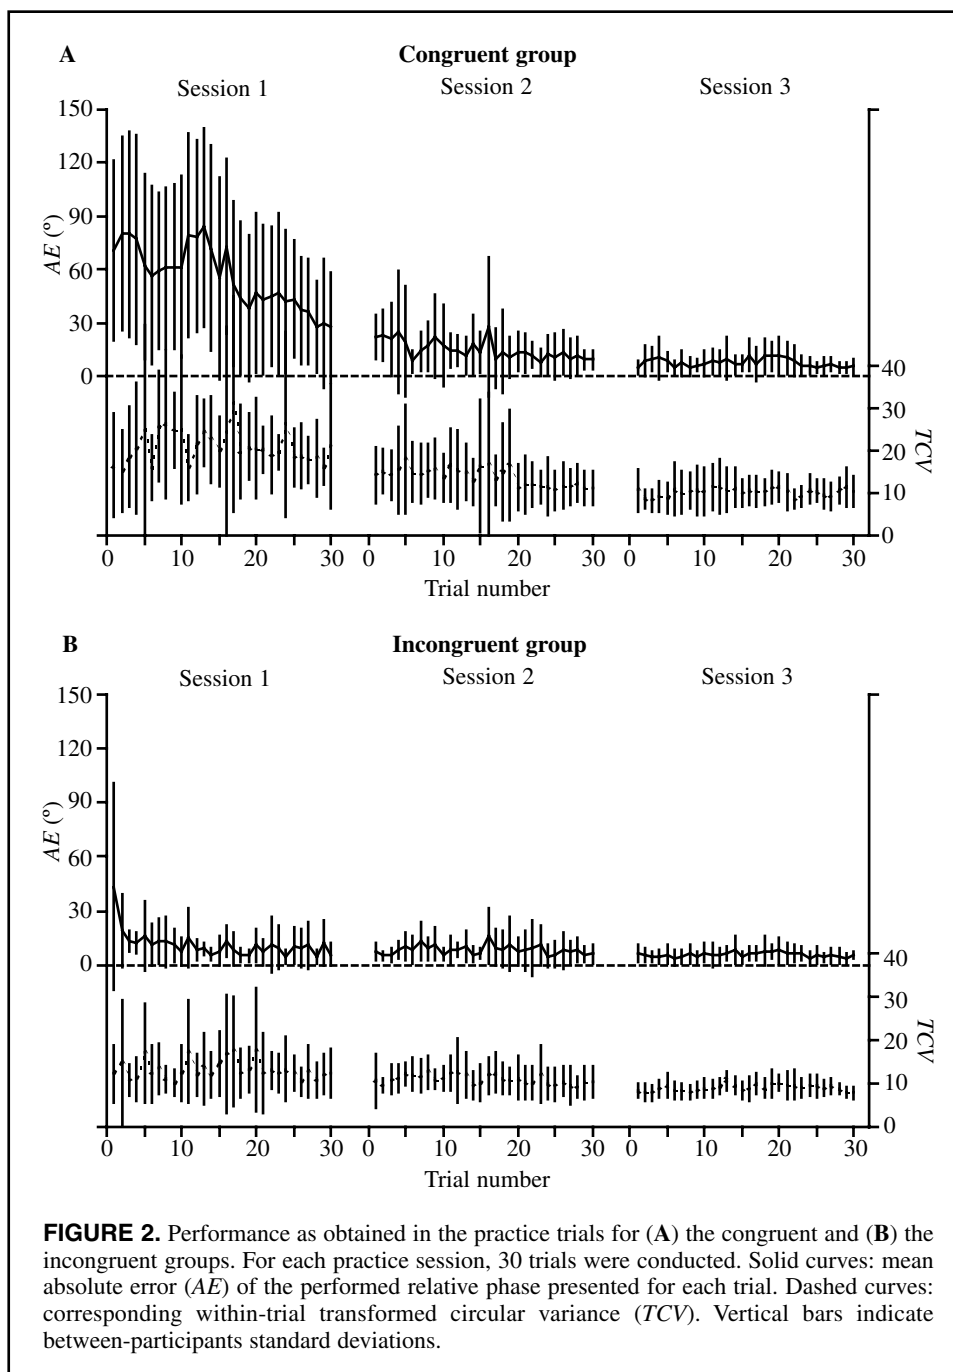 A Congruent group
Session 1 Session 2 Session 3
150
120
90
60
30
0
AE (º)
40
30
20
10
0
TCV
0 10 20 30 0 10 20 30 0 10 20 30
Trial number
B Incongruent group
Session 1 Session 2 Session 3
150
120
90
60
30
0
AE (º)
40
30
20
10
0
TCV
0 10 20 30 0 10 20 30 0 10 20 30
Trial number
FIGURE 2. Performance as obtained in the practice trials for (A) the congruent and (B) the
incongruent groups. For each practice session, 30 trials were conducted. Solid curves: mean
absolute error (AE) of the performed relative phase presented for each trial. Dashed curves:
corresponding within-trial transformed circular variance (TCV). Vertical bars indicate
between-participants standard deviations.